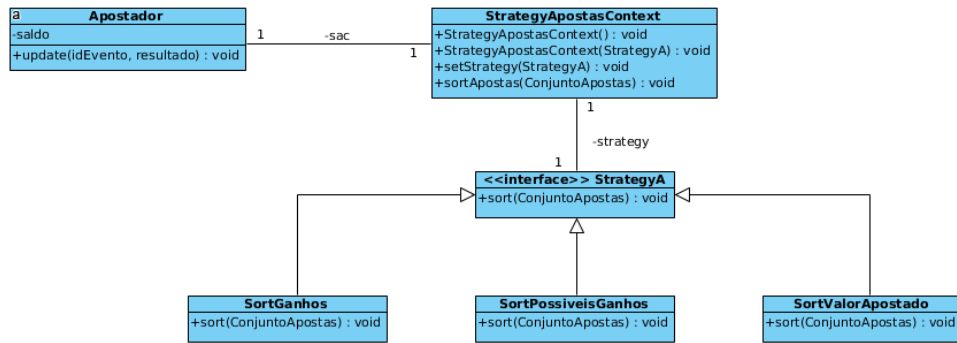 a
Apostador
-saldo
+update(idEvento, resultado) : void
1
-sac
1
StrategyApostasContext
+StrategyApostasContext() : void
+StrategyApostasContext(StrategyA) : void
+setStrategy(StrategyA) : void
+sortApostas(ConjuntoApostas) : void
1
-strategy
1
<<interface>> StrategyA
+sort(ConjuntoApostas) : void
SortGanhos
+sort(ConjuntoApostas) : void
SortPossiveisGanhos
+sort(ConjuntoApostas) : void
SortValorApostado
+sort(ConjuntoApostas) : void